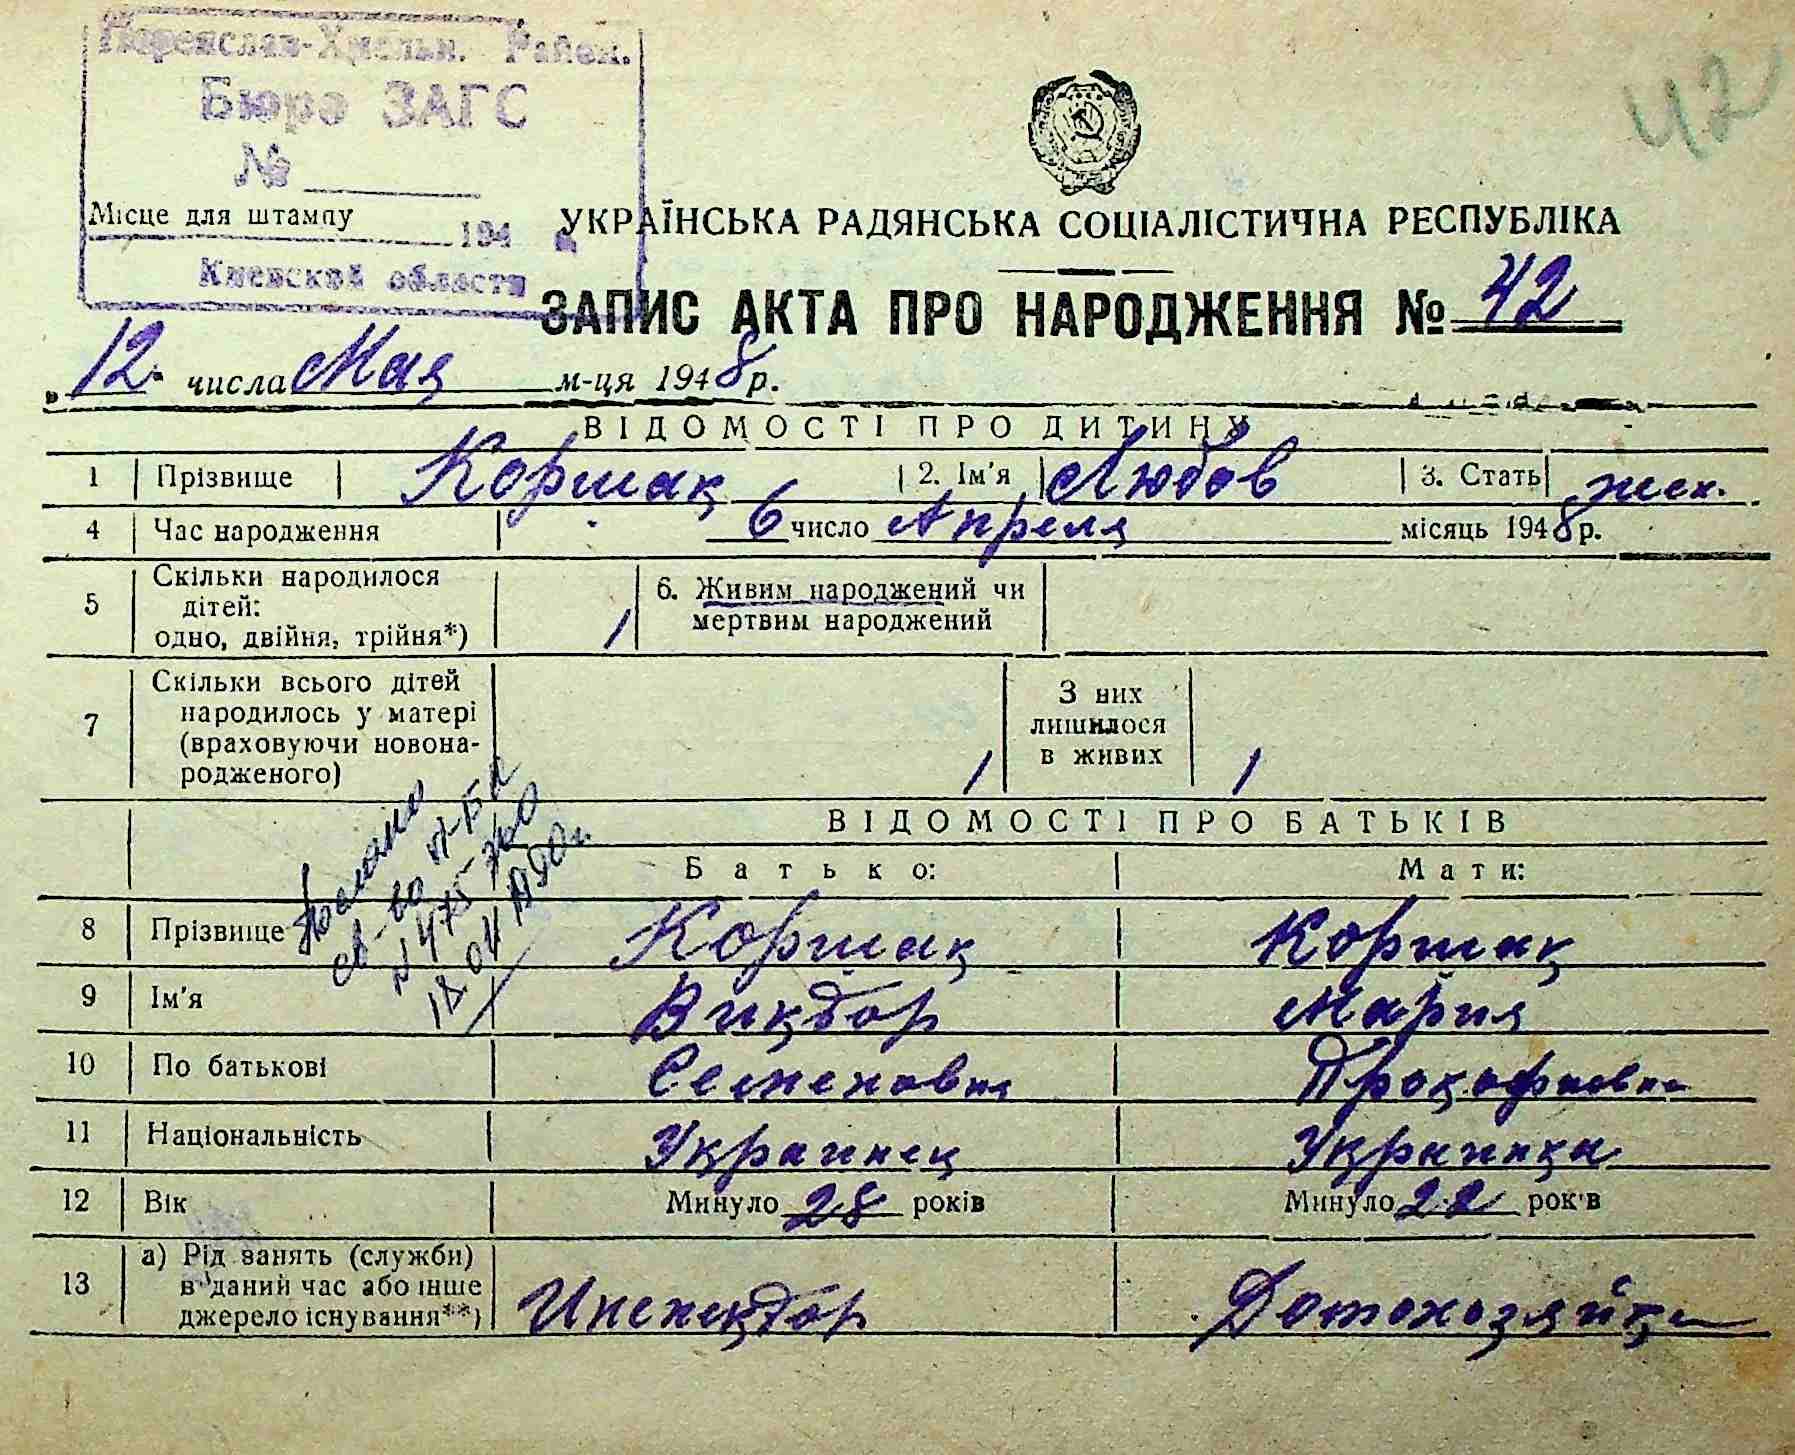 Переяслав-Хмельн. Район.
Бюро ЗАГС
№
Місце для штампу
194
Киевской области
42
УКРАЇНСЬКА РАДЯНСЬКА СОЦІАЛІСТИЧНА РЕСПУБЛІКА
ЗАПИС АКТА ПРО НАРОДЖЕННЯ № 42
„12" числа Мая м-ця 1948 р.
ВІДОМОСТІ ПРО ДИТИНУ
1 Прізвище Коршак 2. Ім'я Любов 3. Стать жен.
4 Час народження 6 число Апреля місяць 1948 р.
5 Скільки народилося дітей: одно, двійня, трійня*) 1 6. Живим народжений чи мертвим народжений
7 Скільки всього дітей народилось у матері (враховуючи новонародженого) 1 З них лишилося в живих 1
ВІДОМОСТІ ПРО БАТЬКІВ
Батько: Мати:
8 Прізвище Коршак Коршак
9 Ім'я Виктор Мария
10 По батькові Семенович Прокофиевна
11 Національність Украинец Украинка
12 Вік Минуло 28 років Минуло 22 рок'в
13 а) Рід занять (служби) в даний час або інше джерело існування**) Инспектор Домохозяйка